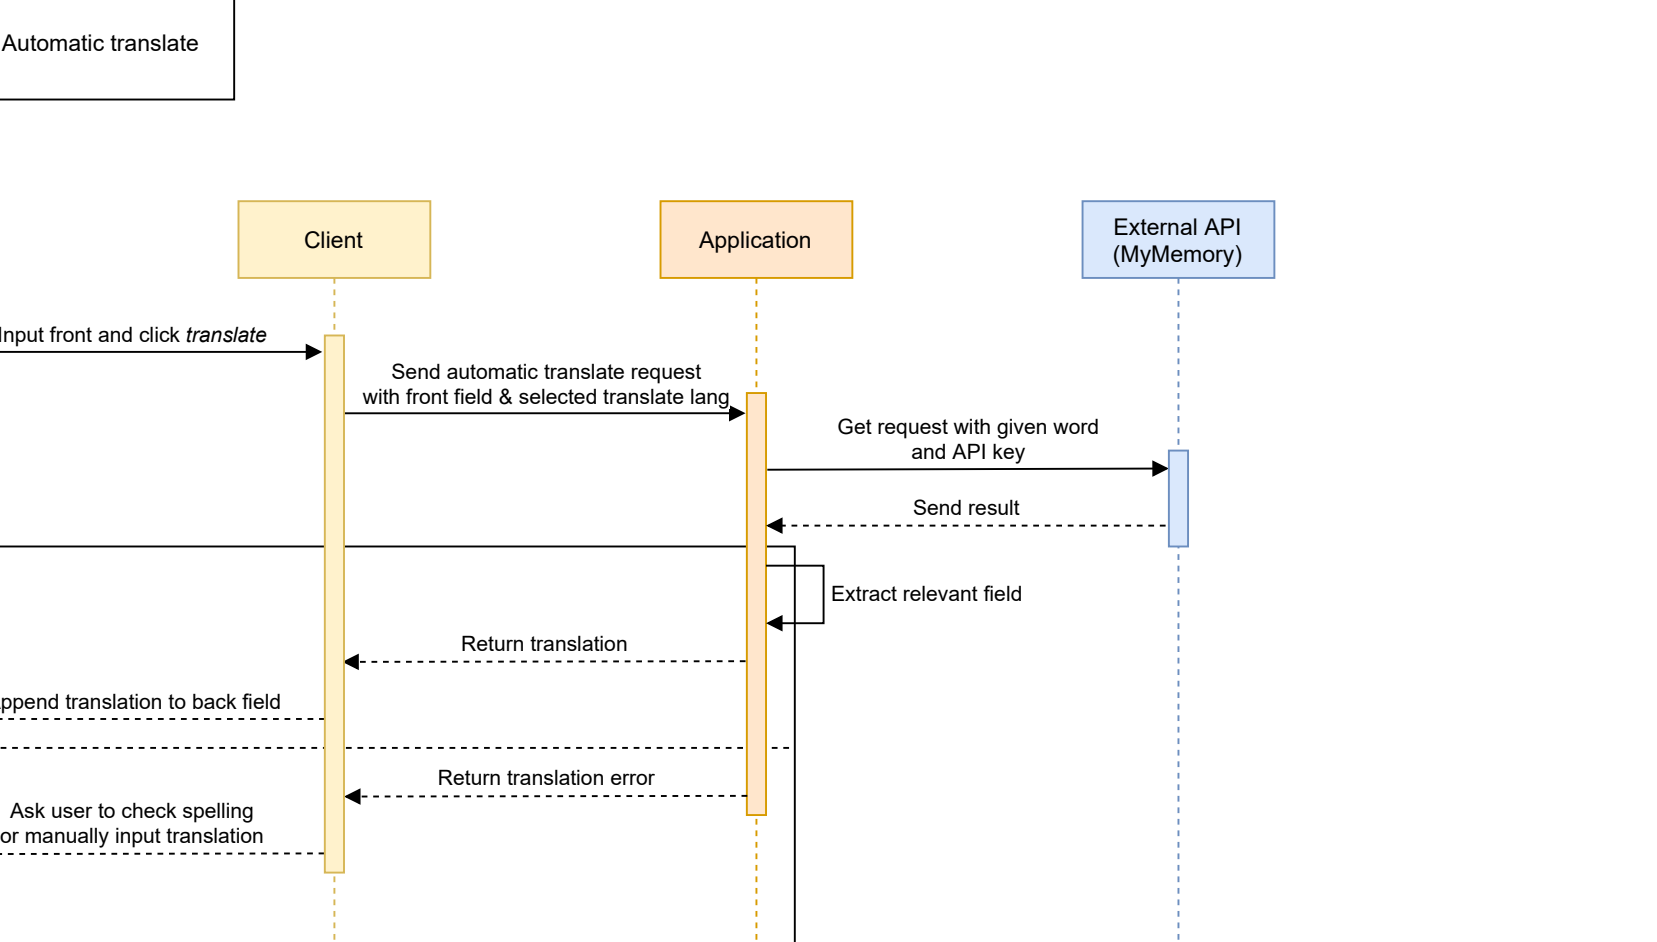 Automatic translate
Client
Application
External API
(MyMemory)
Input front and click translate
Send automatic translate request
with front field & selected translate lang
Get request with given word
and API key
Send result
Extract relevant field
Return translation
ppend translation to back field
Return translation error
Ask user to check spelling
or manually input translation